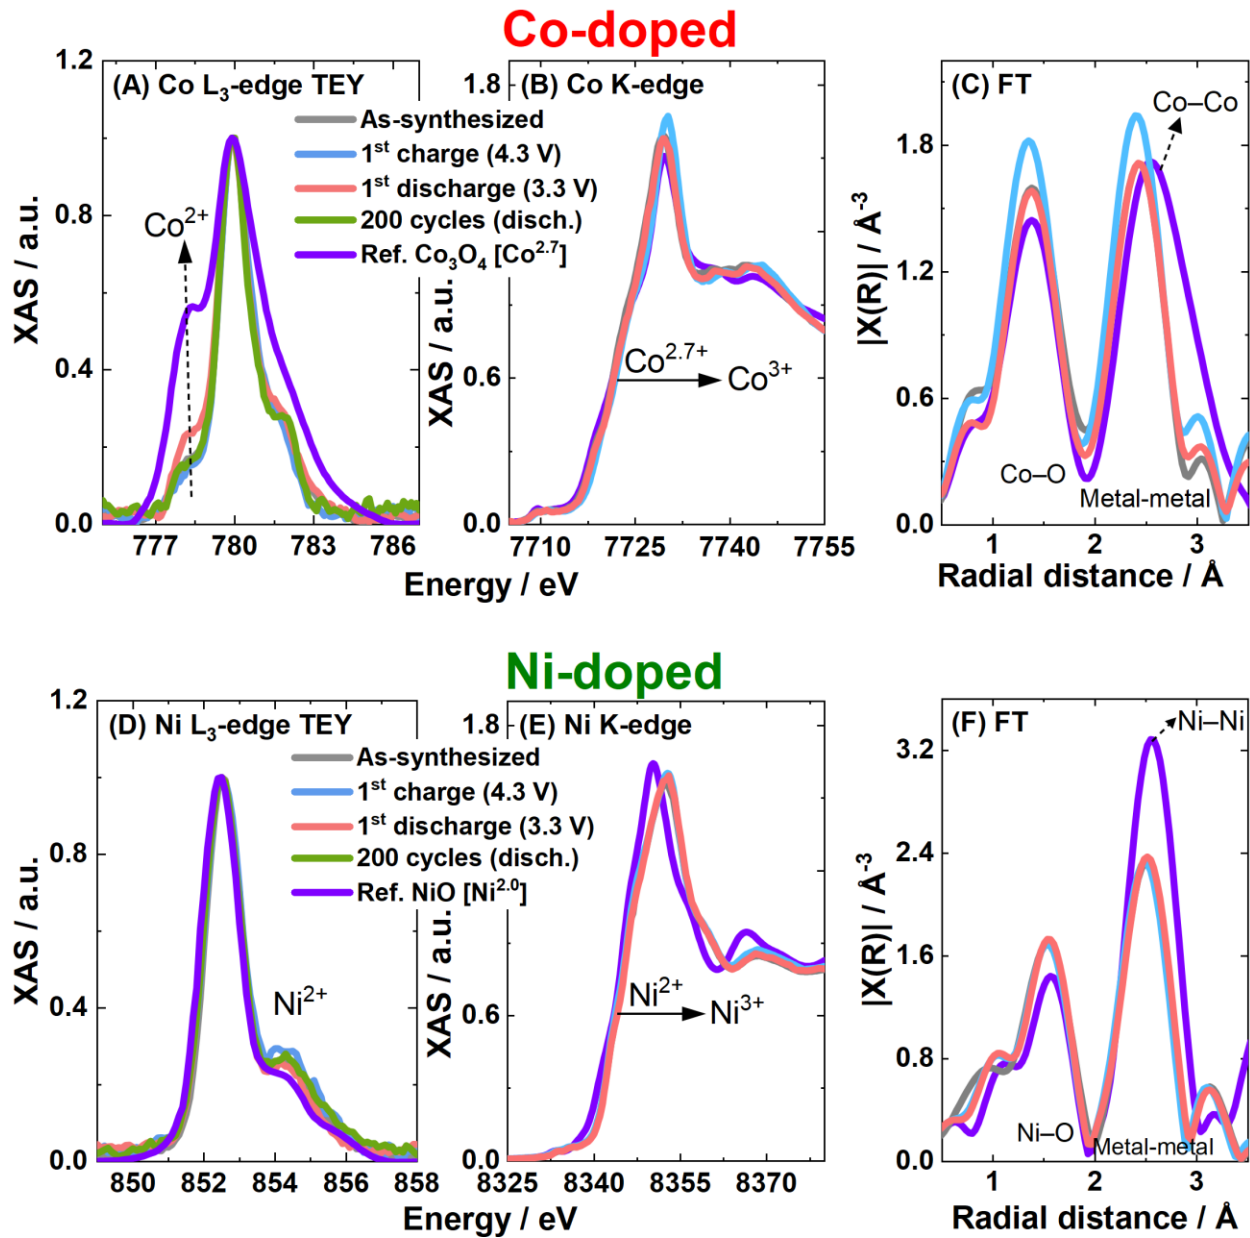 Co-doped
(A) Co L₃-edge TEY
As-synthesized
1ˢᵗ charge (4.3 V)
1ˢᵗ discharge (3.3 V)
200 cycles (disch.)
Ref. Co₃O₄ [Co²·⁷]
Co²⁺
XAS / a.u.
1.2
0.8
0.4
0.0
777 780 783 786
(B) Co K-edge
XAS / a.u.
1.8
0.6
0.0
Co²·⁷⁺
Co³⁺
7710 7725 7740 7755
Energy / eV
(C) FT
Co–Co
|X(R)| / Å⁻³
1.8
1.2
0.6
0.0
Co–O
Metal-metal
1 2 3
Radial distance / Å
Ni-doped
(D) Ni L₃-edge TEY
As-synthesized
1ˢᵗ charge (4.3 V)
1ˢᵗ discharge (3.3 V)
200 cycles (disch.)
Ref. NiO [Ni²·⁰]
Ni²⁺
XAS / a.u.
1.2
0.8
0.4
0.0
850 852 854 856 858
(E) Ni K-edge
XAS / a.u.
1.8
0.6
0.0
Ni²⁺
Ni³⁺
8325 8340 8355 8370
Energy / eV
(F) FT
Ni–Ni
|X(R)| / Å⁻³
3.2
2.4
1.6
0.8
0.0
Ni–O
Metal-metal
1 2 3
Radial distance / Å